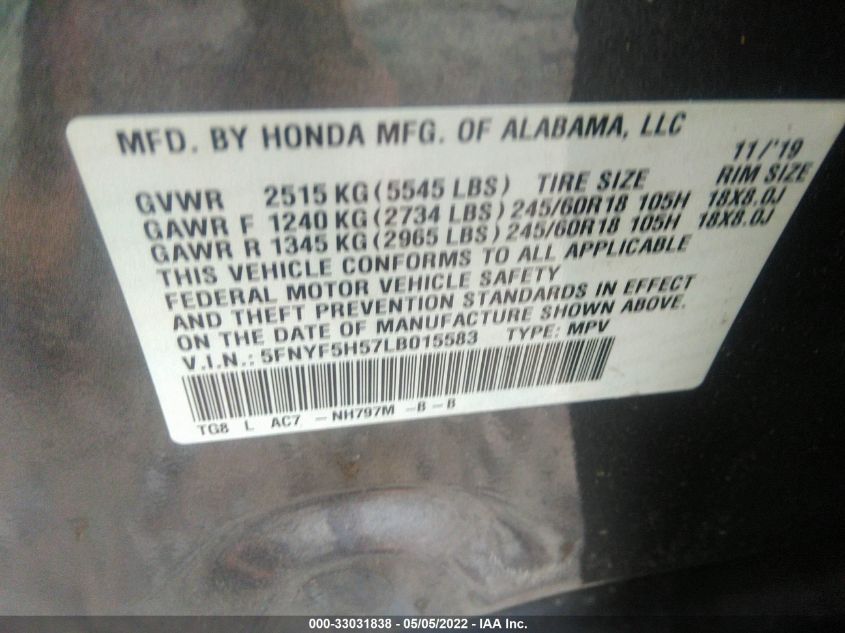 MFD. BY HONDA MFG. OF ALABAMA, LLC
11/'19
GVWR 2515 KG (5545 LBS) TIRE SIZE RIM SIZE
GAWR F 1240 KG (2734 LBS) 245/60R18 105H 18X8.0J
GAWR R 1345 KG (2965 LBS) 245/60R18 105H 18X8.0J
THIS VEHICLE CONFORMS TO ALL APPLICABLE
FEDERAL MOTOR VEHICLE SAFETY
AND THEFT PREVENTION STANDARDS IN EFFECT
ON THE DATE OF MANUFACTURE SHOWN ABOVE.
V.I.N.: 5FNYF5H57LB015583 TYPE: MPV
TG8 L AC7 – NH797M – B – B
000-33031838 - 05/05/2022 - IAA Inc.